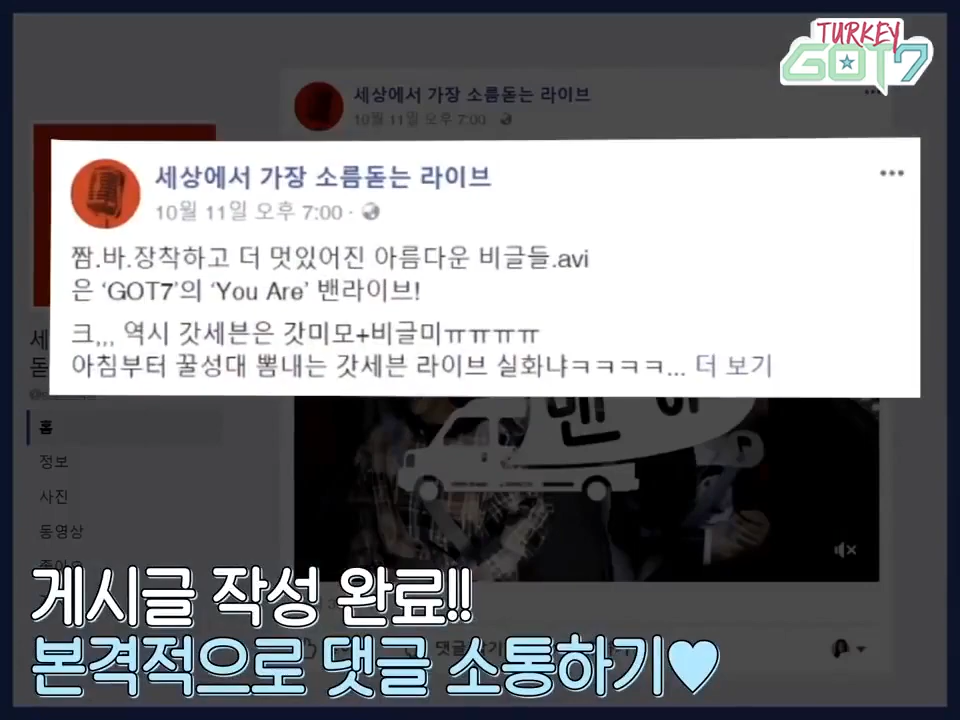 TURKEY
GOT7
세상에서 가장 소름돋는 라이브
10월 11일 오후 7:00
세상에서 가장 소름돋는 라이브
10월 11일 오후 7:00 ·
짬.바.장착하고 더 멋있어진 아름다운 비글들.avi
은 ‘GOT7’의 ‘You Are’ 밴라이브!
크,,, 역시 갓세븐은 갓미모+비글미ㅠㅠㅠㅠ
아침부터 꿀성대 뽐내는 갓세븐 라이브 실화냐ㅋㅋㅋㅋ... 더 보기
세
돋
홈
정보
사진
동영상
게시글 작성 완료!!
본격적으로 댓글 소통하기♥